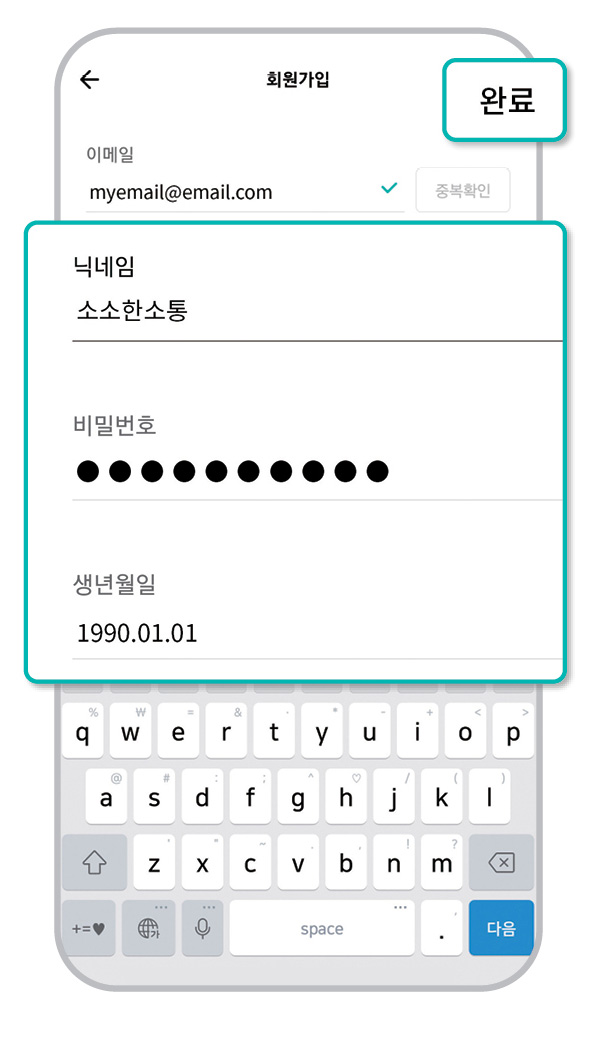 회원가입
완료
이메일
myemail@email.com
중복확인
닉네임
소소한소통
비밀번호
●●●●●●●●●●
생년월일
1990.01.01
% ₩ = & · * - + < >
q w e r t y u i o p
@ # : ; ^ ♡ / ( )
a s d f g h j k l
' " ~ . , ! ?
z x c v b n m
+=♥ 가 space . , 다음